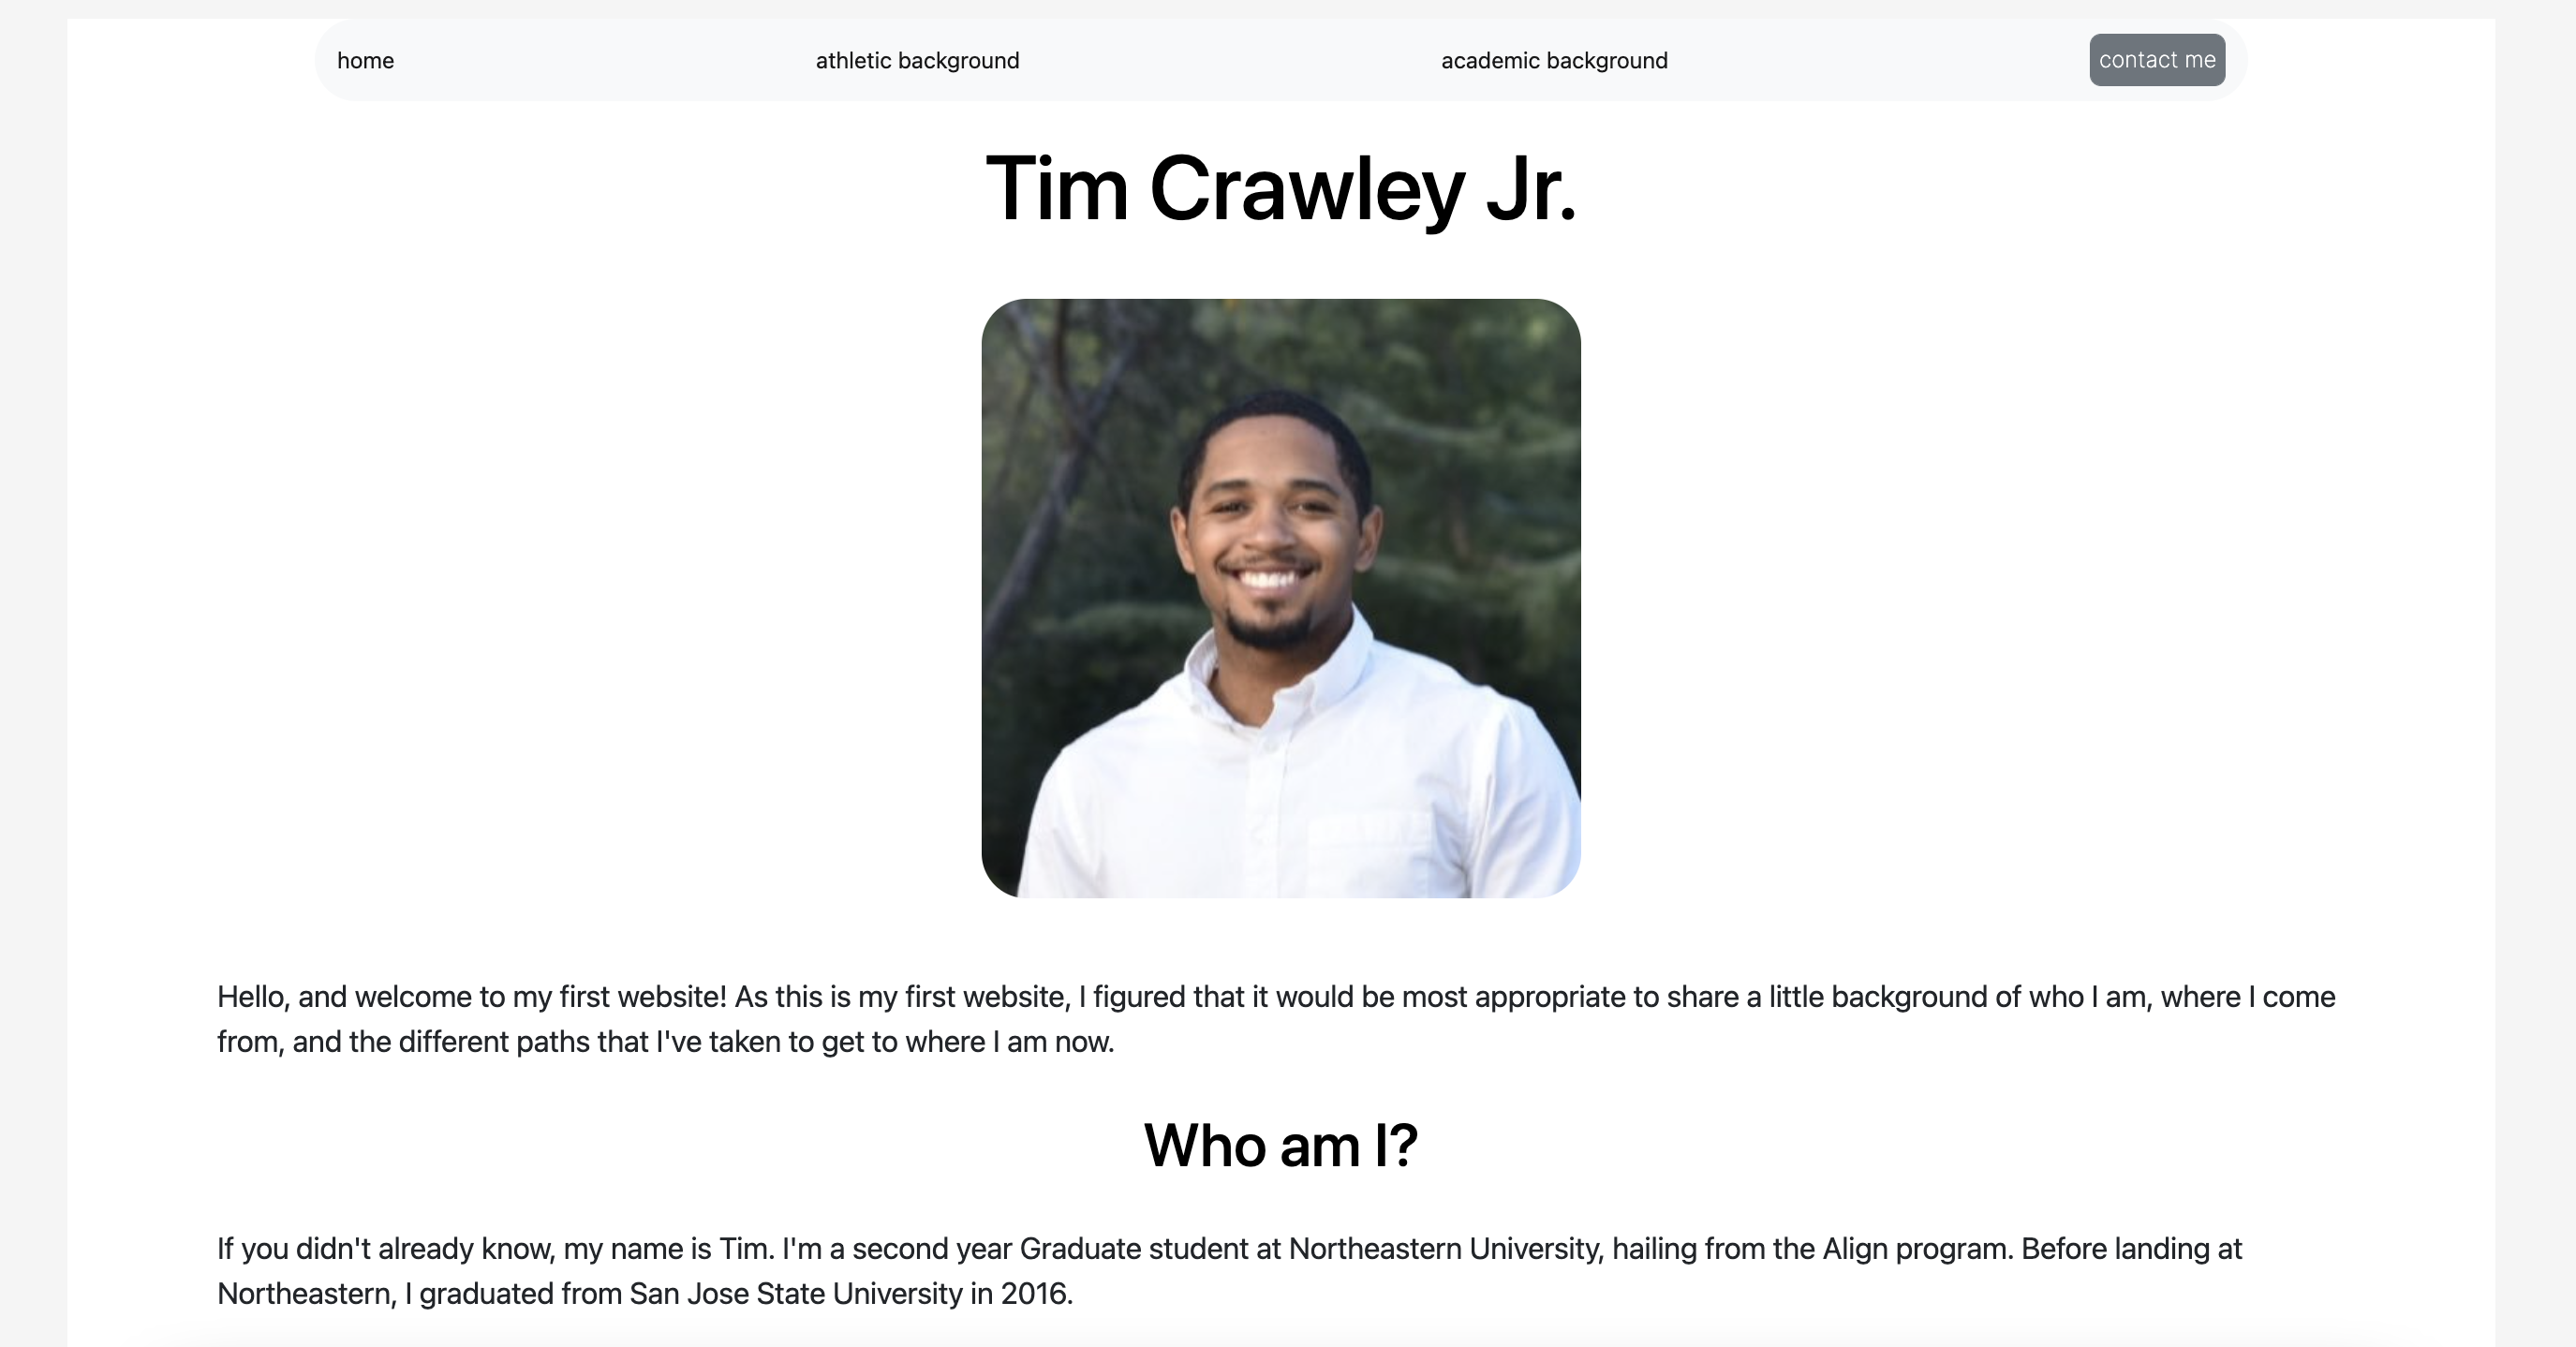 home
athletic background
academic background
contact me
Tim Crawley Jr.
Hello, and welcome to my first website! As this is my first website, I figured that it would be most appropriate to share a little background of who I am, where I come
from, and the different paths that I've taken to get to where I am now.
Who am I?
If you didn't already know, my name is Tim. I'm a second year Graduate student at Northeastern University, hailing from the Align program. Before landing at
Northeastern, I graduated from San Jose State University in 2016.